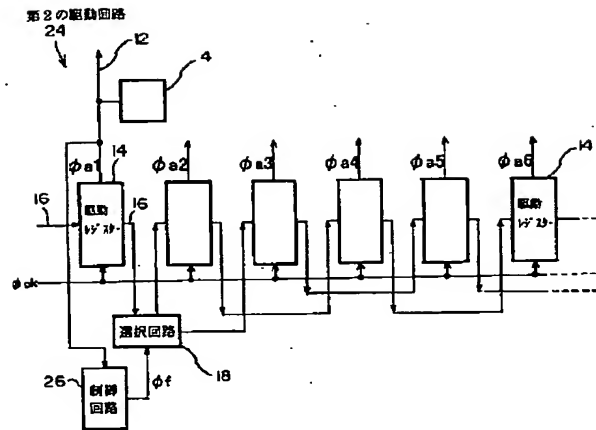 第2の駆動回路
24
12
4
φa1
14
φa2
φa3
φa4
φa5
φa6
14
16
駆動
レジスター
16
駆動
レジスター
φck
選択回路
18
26
制御
回路
φf